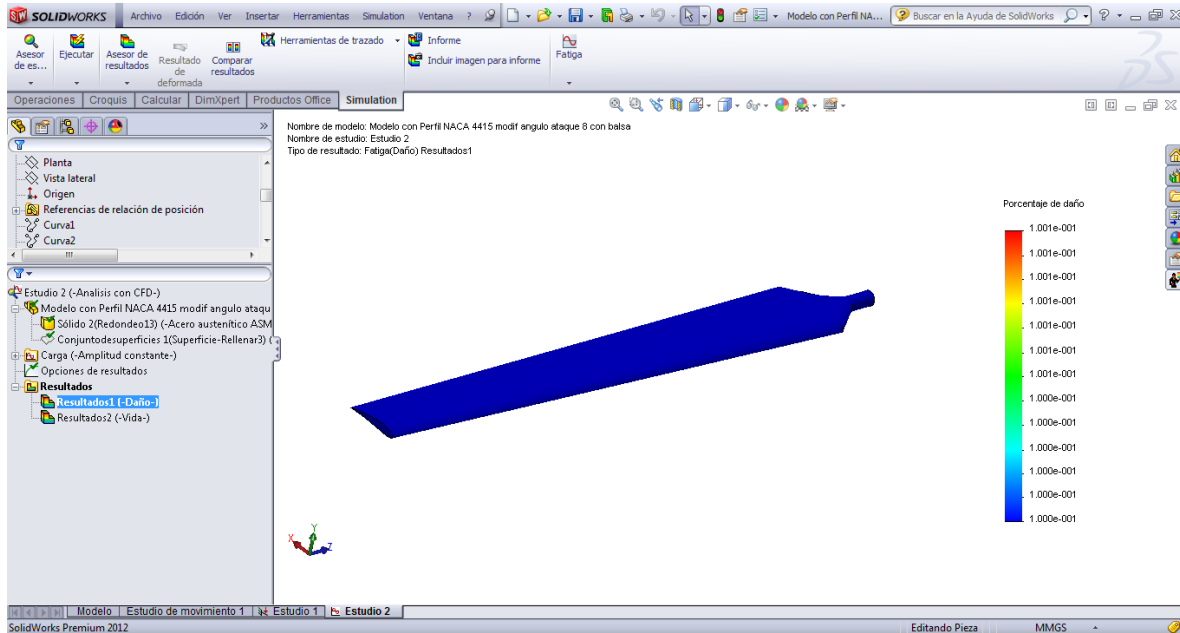 SOLIDWORKS
Archivo Edición Ver Insertar Herramientas Simulation Ventana ?
Modelo con Perfil NA...
Buscar en la Ayuda de SolidWorks
Asesor de es...
Ejecutar
Asesor de resultados
Resultado de deformada
Comparar resultados
Herramientas de trazado
Informe
Incluir imagen para informe
Fatiga
Operaciones Croquis Calcular DimXpert Productos Office Simulation
Nombre de modelo: Modelo con Perfil NACA 4415 modif angulo ataque 8 con balsa
Nombre de estudio: Estudio 2
Tipo de resultado: Fatiga(Daño) Resultados1
Planta
Vista lateral
Origen
Referencias de relación de posición
Curva1
Curva2
Estudio 2 (-Analisis con CFD-)
Modelo con Perfil NACA 4415 modif angulo ataqu
Sólido 2(Redondeo13) (-Acero austenítico ASM
Conjuntodesuperficies 1(Superficie-Rellenar3) (
Carga (-Amplitud constante-)
Opciones de resultados
Resultados
Resultados1 (-Daño-)
Resultados2 (-Vida-)
Porcentaje de daño
1.001e-001
1.001e-001
1.001e-001
1.001e-001
1.001e-001
1.001e-001
1.000e-001
1.000e-001
1.000e-001
1.000e-001
1.000e-001
1.000e-001
1.000e-001
X
Y
Z
Modelo Estudio de movimiento 1 Estudio 1 Estudio 2
SolidWorks Premium 2012
Editando Pieza
MMGS